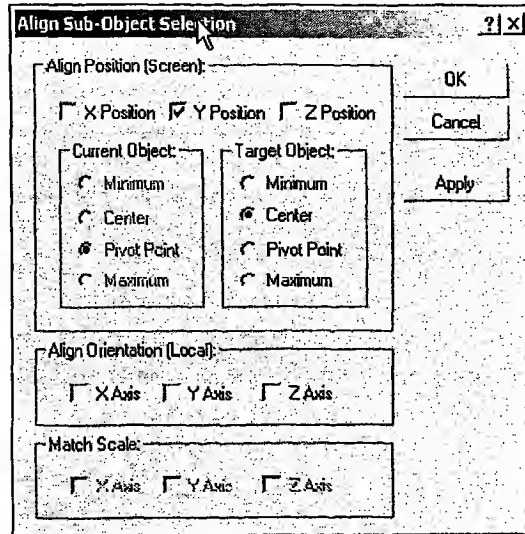 Align Sub-Object Selection ? X
Align Position (Screen):
X Position Y Position Z Position
OK
Cancel
Apply
Current Object:
Minimum
Center
Pivot Point
Maximum
Target Object:
Minimum
Center
Pivot Point
Maximum
Align Orientation (Local):
X Axis Y Axis Z Axis
Match Scale:
X Axis Y Axis Z Axis